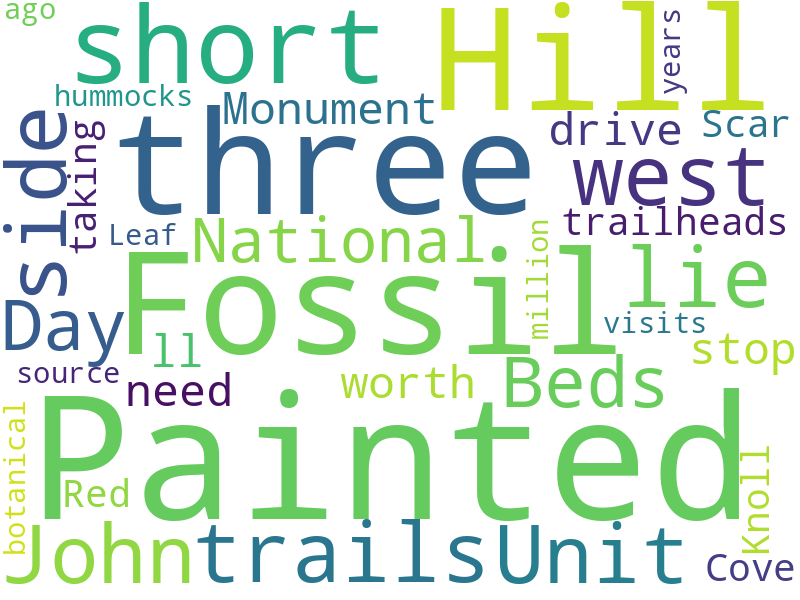 ago
short
Hill
years
hummocks
Monument
drive
Scar
three
side
taking
west
trailheads
Leaf
National
million
Fossil
lie
Day
ll
visits
stop
source
need
worth
Beds
Painted
botanical
Red
Knoll
John
trails
Unit
Cove